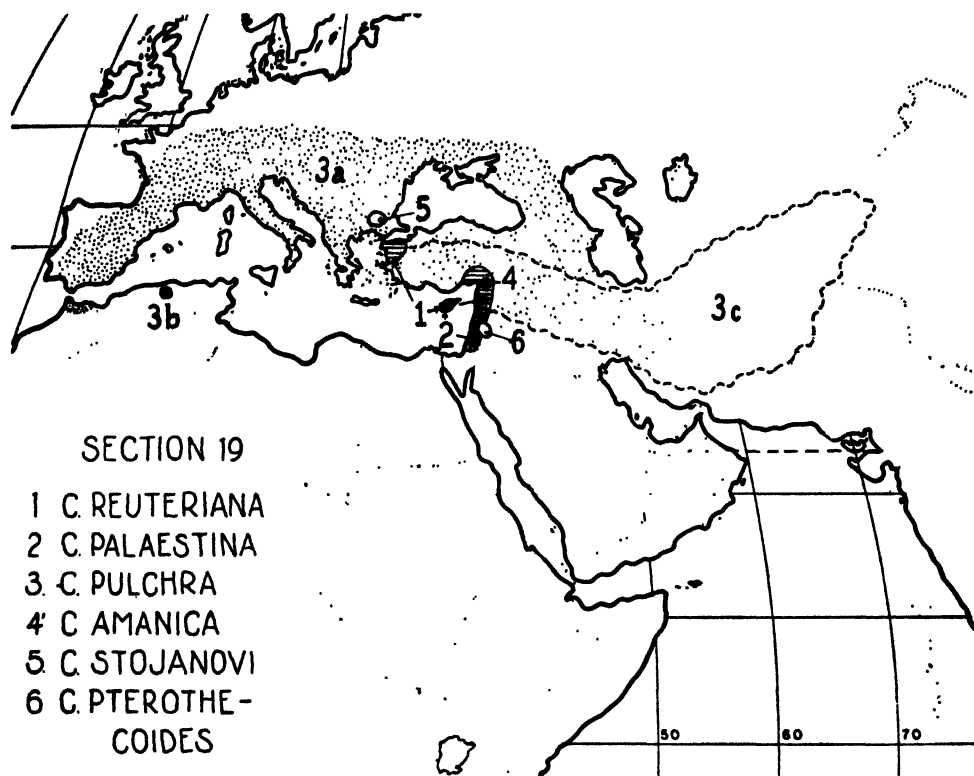 3a
5
4
3c
1
3b
2
6
SECTION 19
1 C. REUTERIANA
2 C. PALAESTINA
3. C. PULCHRA
4 C AMANICA
5. C. STOJANOVI
6 C. PTEROTHE-
COIDES
50 60 70